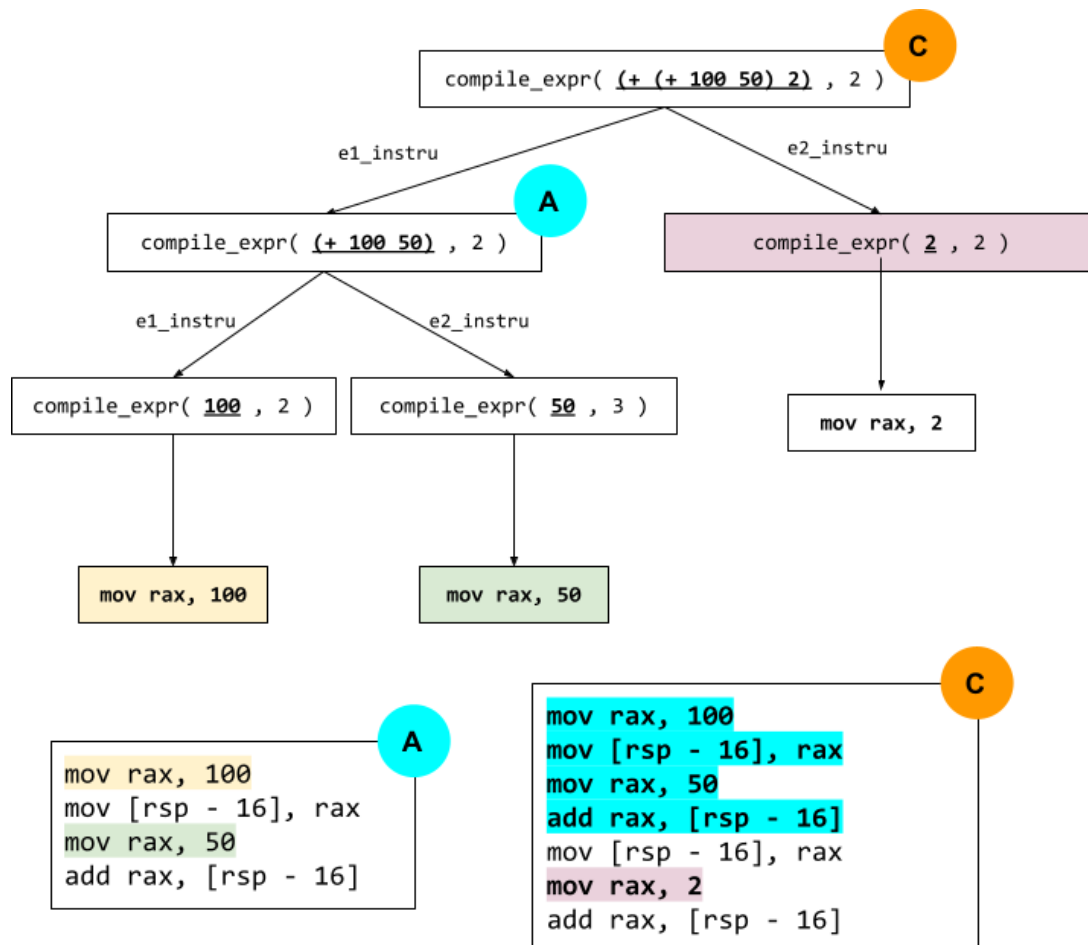 C
compile_expr( (+ (+ 100 50) 2) , 2 )
e1_instru
e2_instru
A
compile_expr( (+ 100 50) , 2 )
compile_expr( 2 , 2 )
e1_instru
e2_instru
compile_expr( 100 , 2 )
compile_expr( 50 , 3 )
mov rax, 2
mov rax, 100
mov rax, 50
A
mov rax, 100
mov [rsp - 16], rax
mov rax, 50
add rax, [rsp - 16]
C
mov rax, 100
mov [rsp - 16], rax
mov rax, 50
add rax, [rsp - 16]
mov [rsp - 16], rax
mov rax, 2
add rax, [rsp - 16]